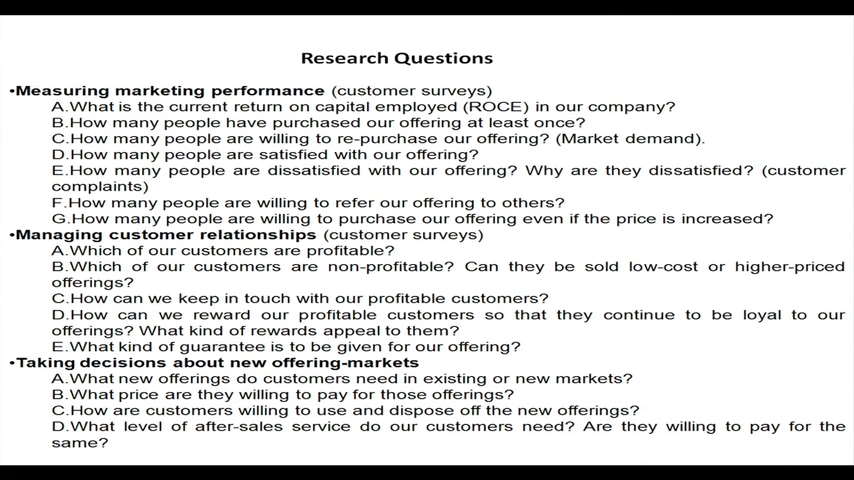 Research Questions
•Measuring marketing performance (customer surveys)
A.What is the current return on capital employed (ROCE) in our company?
B.How many people have purchased our offering at least once?
C.How many people are willing to re-purchase our offering? (Market demand).
D.How many people are satisfied with our offering?
E.How many people are dissatisfied with our offering? Why are they dissatisfied? (customer
complaints)
F.How many people are willing to refer our offering to others?
G.How many people are willing to purchase our offering even if the price is increased?
•Managing customer relationships (customer surveys)
A.Which of our customers are profitable?
B.Which of our customers are non-profitable? Can they be sold low-cost or higher-priced
offerings?
C.How can we keep in touch with our profitable customers?
D.How can we reward our profitable customers so that they continue to be loyal to our
offerings? What kind of rewards appeal to them?
E.What kind of guarantee is to be given for our offering?
•Taking decisions about new offering-markets
A.What new offerings do customers need in existing or new markets?
B.What price are they willing to pay for those offerings?
C.How are customers willing to use and dispose off the new offerings?
D.What level of after-sales service do our customers need? Are they willing to pay for the
same?